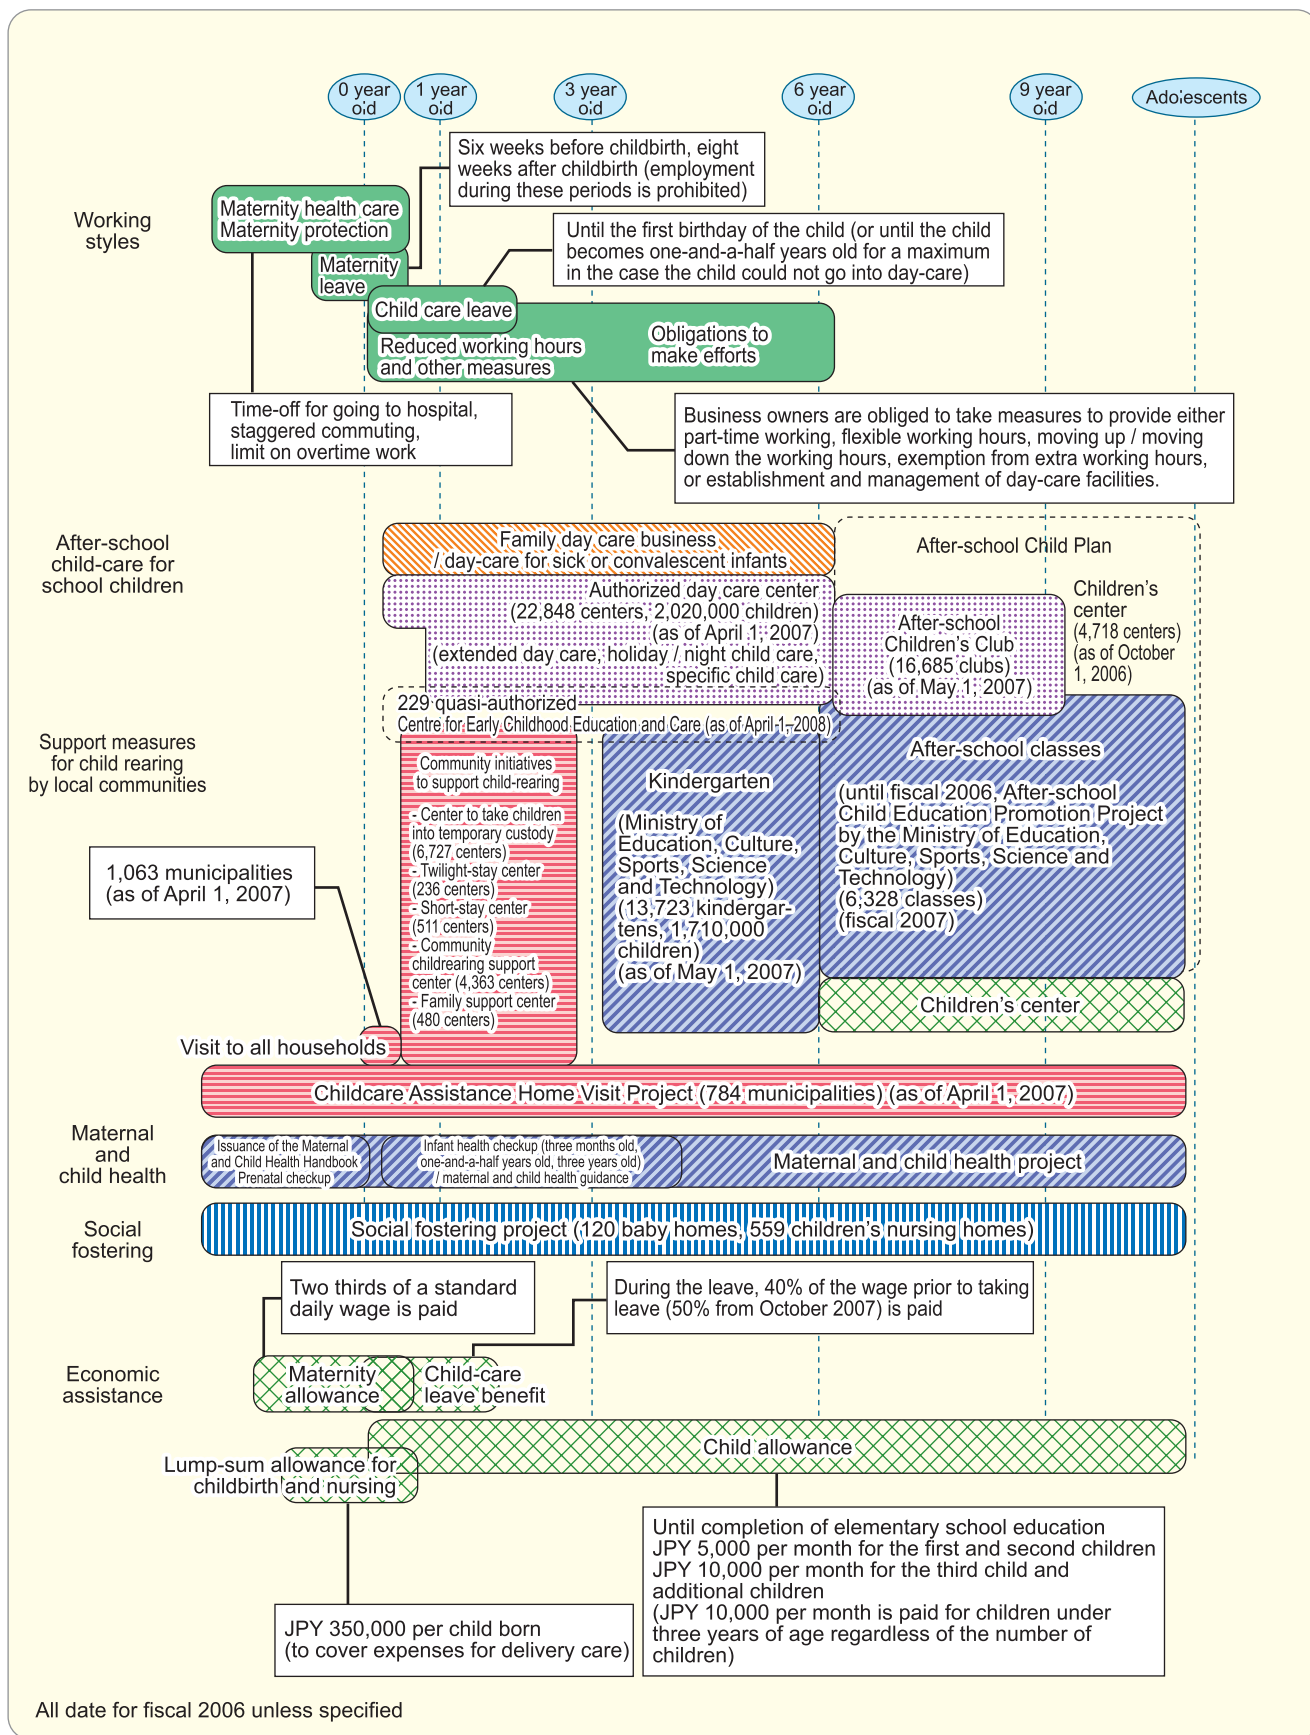 0 year
old
1 year
old
3 year
old
6 year
old
9 year
old
Adolescents
Six weeks before childbirth, eight
weeks after childbirth (employment
during these periods is prohibited)
Working
styles
Maternity health care
Maternity protection
Maternity
leave
Until the first birthday of the child (or until the child
becomes one-and-a-half years old for a maximum
in the case the child could not go into day-care)
Child care leave
Reduced working hours
and other measures
Obligations to
make efforts
Time-off for going to hospital,
staggered commuting,
limit on overtime work
Business owners are obliged to take measures to provide either
part-time working, flexible working hours, moving up / moving
down the working hours, exemption from extra working hours,
or establishment and management of day-care facilities.
After-school
child-care for
school children
Family day care business
/ day-care for sick or convalescent infants
After-school Child Plan
Authorized day care center
(22,848 centers, 2,020,000 children)
(as of April 1, 2007)
(extended day care, holiday / night child care,
specific child care)
After-school
Children's Club
(16,685 clubs)
(as of May 1, 2007)
Children's
center
(4,718 centers)
(as of October
1, 2006)
229 quasi-authorized
Centre for Early Childhood Education and Care (as of April 1, 2008)
Support measures
for child rearing
by local communities
Community initiatives
to support child-rearing
- Center to take children
into temporary custody
(6,727 centers)
- Twilight-stay center
(236 centers)
- Short-stay center
(511 centers)
- Community
childrearing support
center (4,363 centers)
- Family support center
(480 centers)
Kindergarten
(Ministry of
Education, Culture,
Sports, Science
and Technology)
(13,723 kindergar-
tens, 1,710,000
children)
(as of May 1, 2007)
After-school classes
(until fiscal 2006, After-school
Child Education Promotion Project
by the Ministry of Education,
Culture, Sports, Science and
Technology)
(6,328 classes)
(fiscal 2007)
1,063 municipalities
(as of April 1, 2007)
Children's center
Visit to all households
Childcare Assistance Home Visit Project (784 municipalities) (as of April 1, 2007)
Maternal
and
child health
Issuance of the Maternal
and Child Health Handbook
Prenatal checkup
Infant health checkup (three months old,
one-and-a-half years old, three years old)
/ maternal and child health guidance
Maternal and child health project
Social
fostering
Social fostering project (120 baby homes, 559 children's nursing homes)
Two thirds of a standard
daily wage is paid
During the leave, 40% of the wage prior to taking
leave (50% from October 2007) is paid
Economic
assistance
Maternity
allowance
Child-care
leave benefit
Child allowance
Lump-sum allowance for
childbirth and nursing
Until completion of elementary school education
JPY 5,000 per month for the first and second children
JPY 10,000 per month for the third child and
additional children
(JPY 10,000 per month is paid for children under
three years of age regardless of the number of
children)
JPY 350,000 per child born
(to cover expenses for delivery care)
All date for fiscal 2006 unless specified